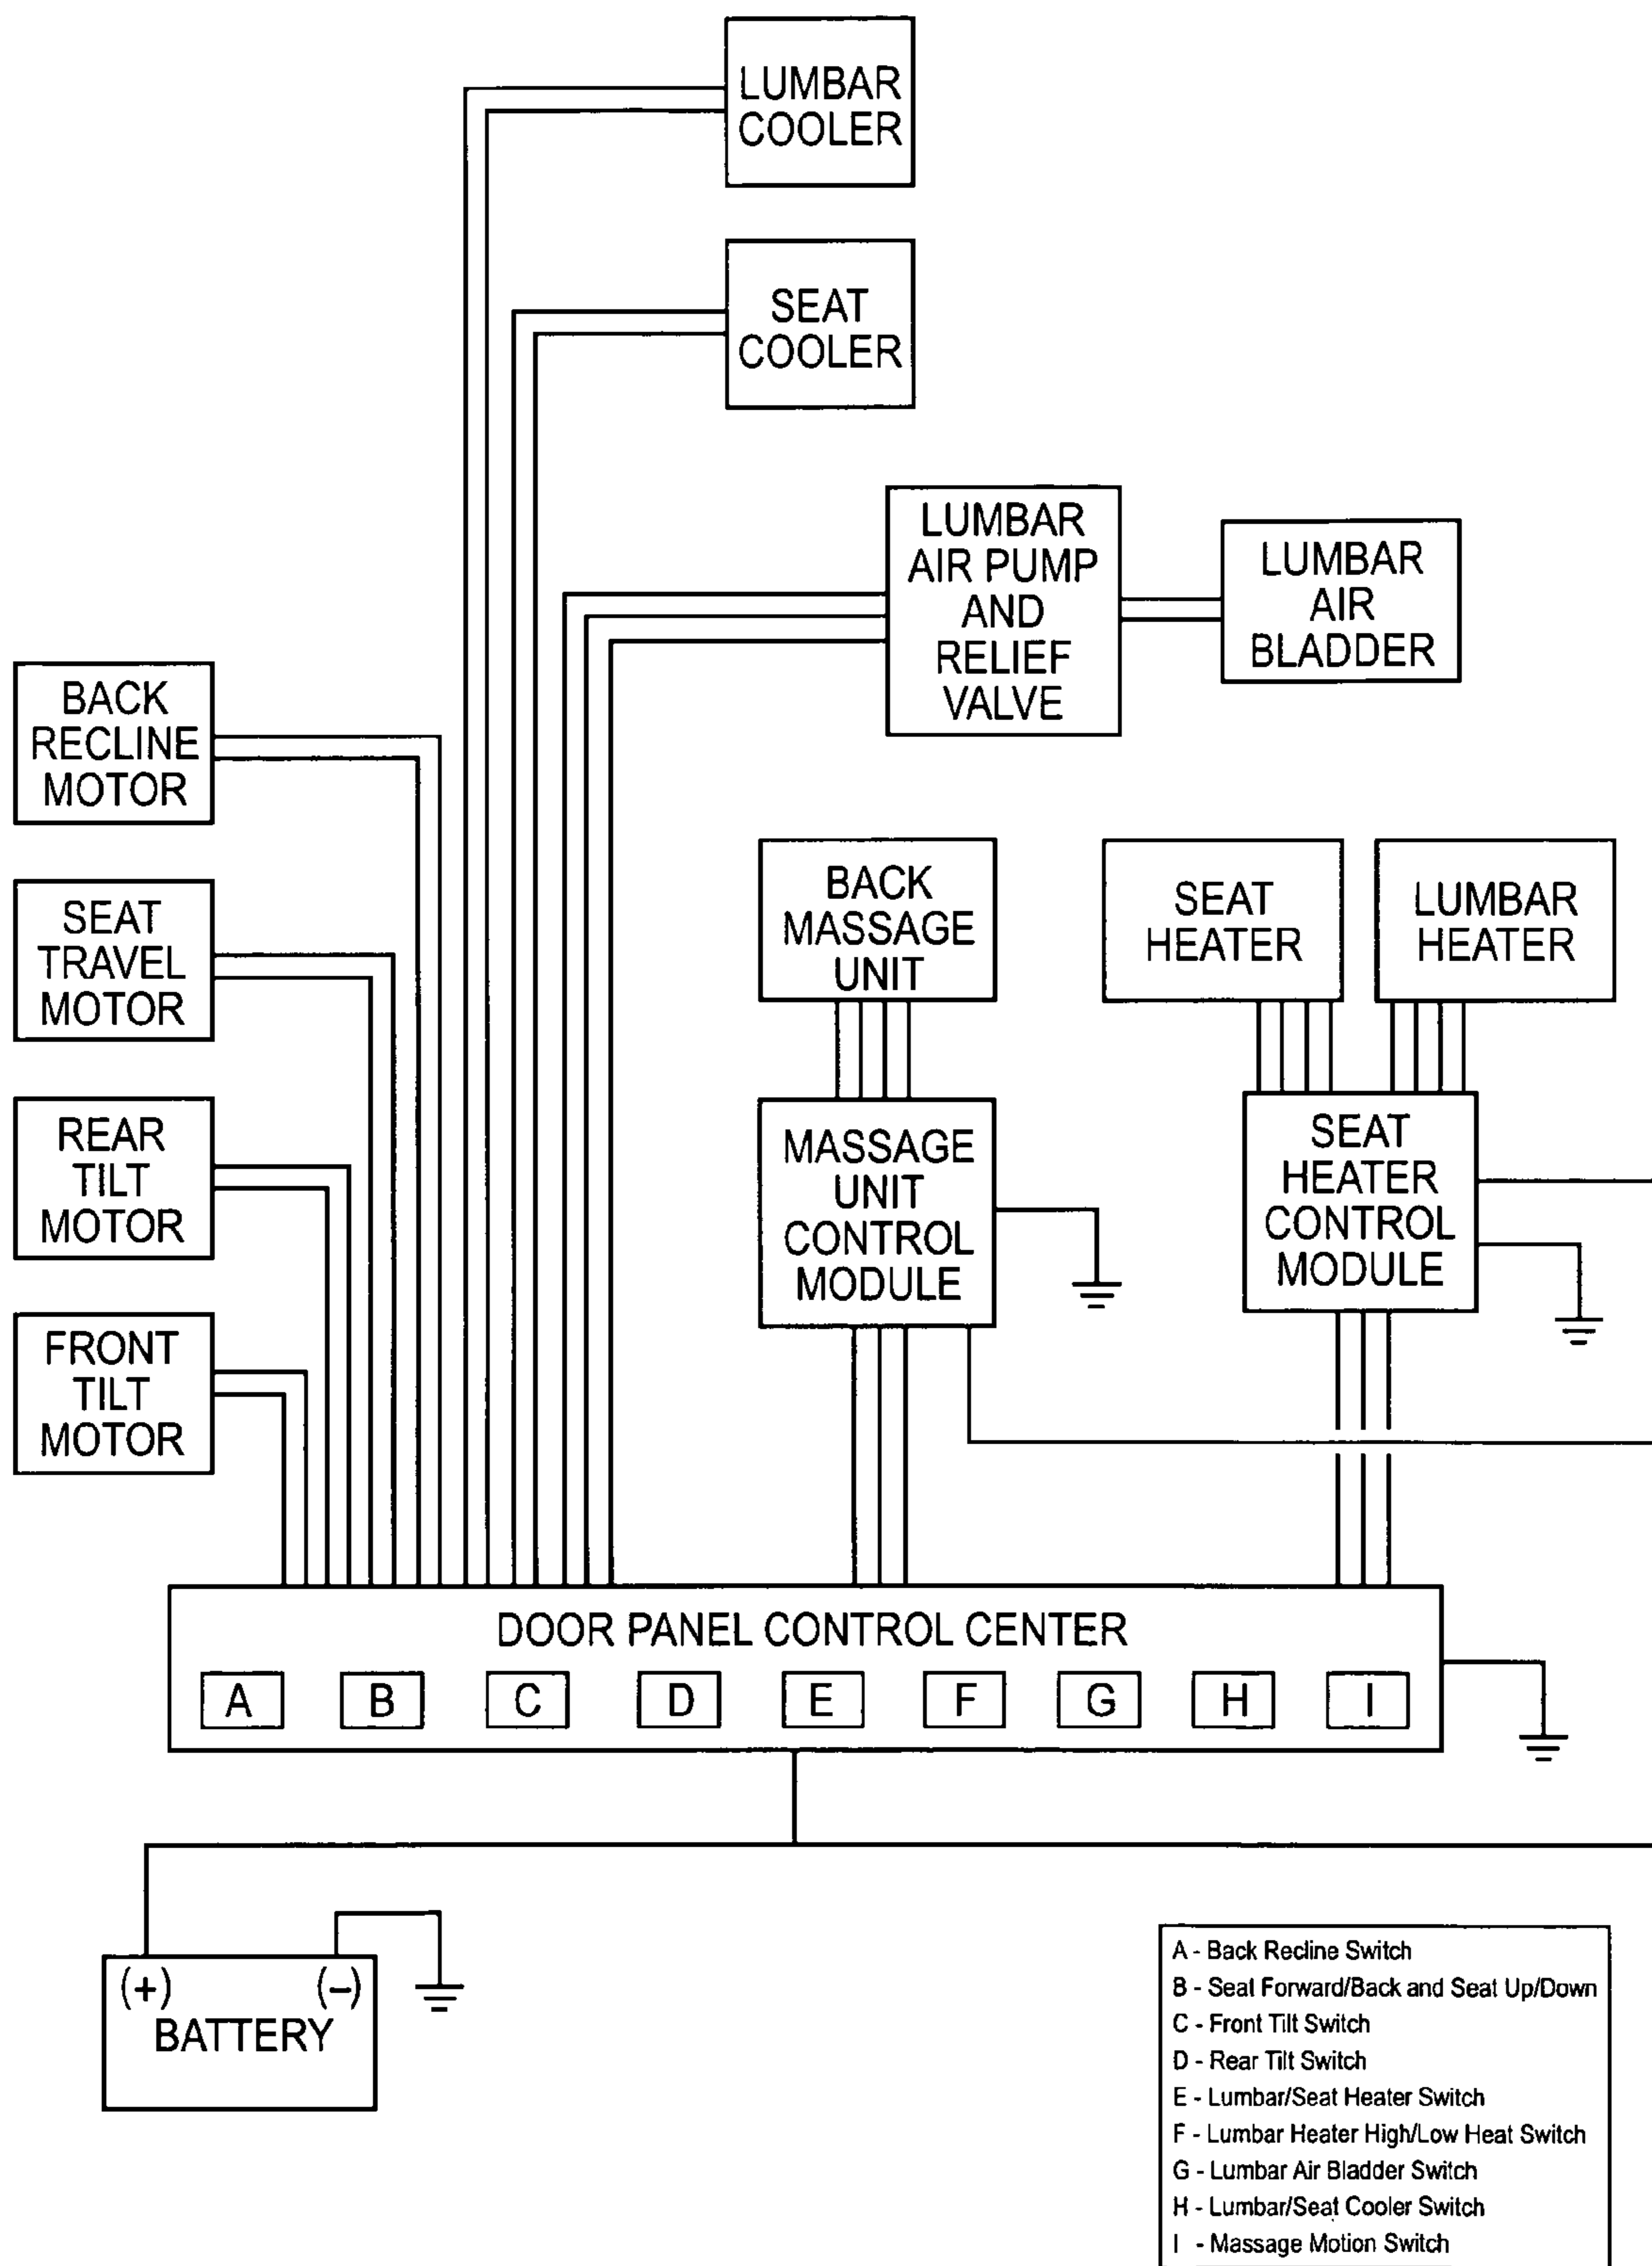 LUMBAR
COOLER
SEAT
COOLER
LUMBAR
AIR PUMP
AND
RELIEF
VALVE
LUMBAR
AIR
BLADDER
BACK
RECLINE
MOTOR
SEAT
TRAVEL
MOTOR
REAR
TILT
MOTOR
FRONT
TILT
MOTOR
BACK
MASSAGE
UNIT
SEAT
HEATER
LUMBAR
HEATER
MASSAGE
UNIT
CONTROL
MODULE
SEAT
HEATER
CONTROL
MODULE
DOOR PANEL CONTROL CENTER
A B C D E F G H I
(+) (–)
BATTERY
A - Back Recline Switch
B - Seat Forward/Back and Seat Up/Down
C - Front Tilt Switch
D - Rear Tilt Switch
E - Lumbar/Seat Heater Switch
F - Lumbar Heater High/Low Heat Switch
G - Lumbar Air Bladder Switch
H - Lumbar/Seat Cooler Switch
I - Massage Motion Switch